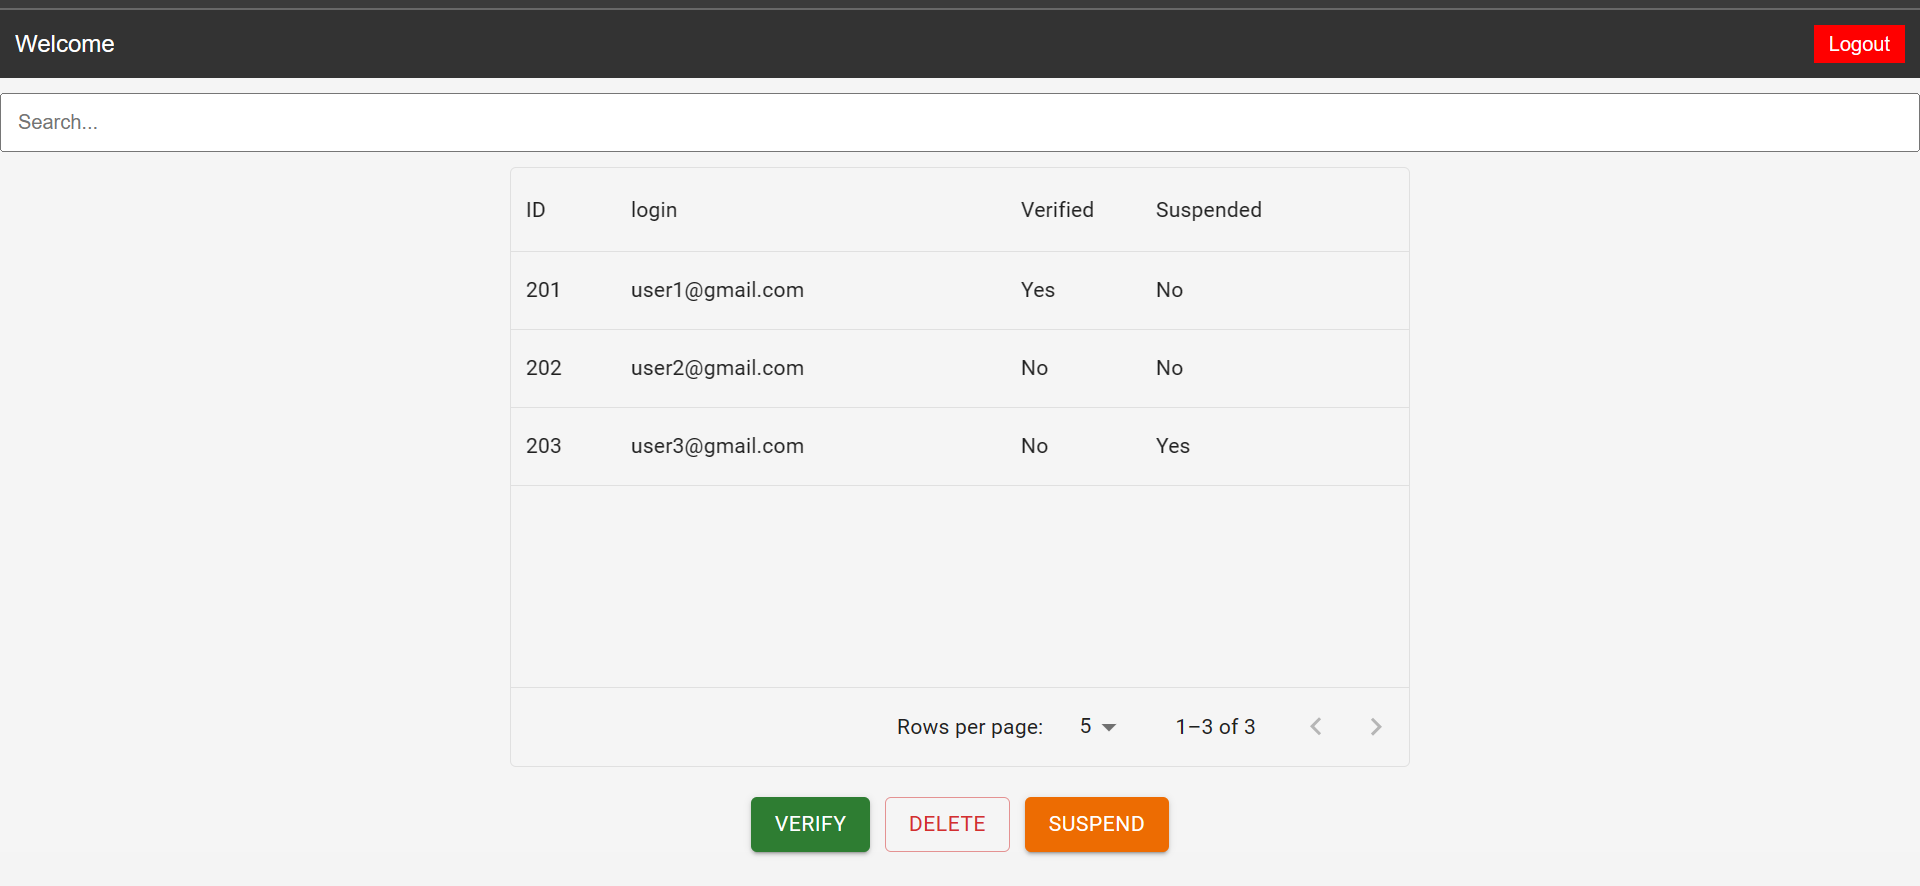 Welcome Logout
Search...
ID login Verified Suspended
201 user1@gmail.com Yes No
202 user2@gmail.com No No
203 user3@gmail.com No Yes
Rows per page: 5 1–3 of 3
VERIFY DELETE SUSPEND